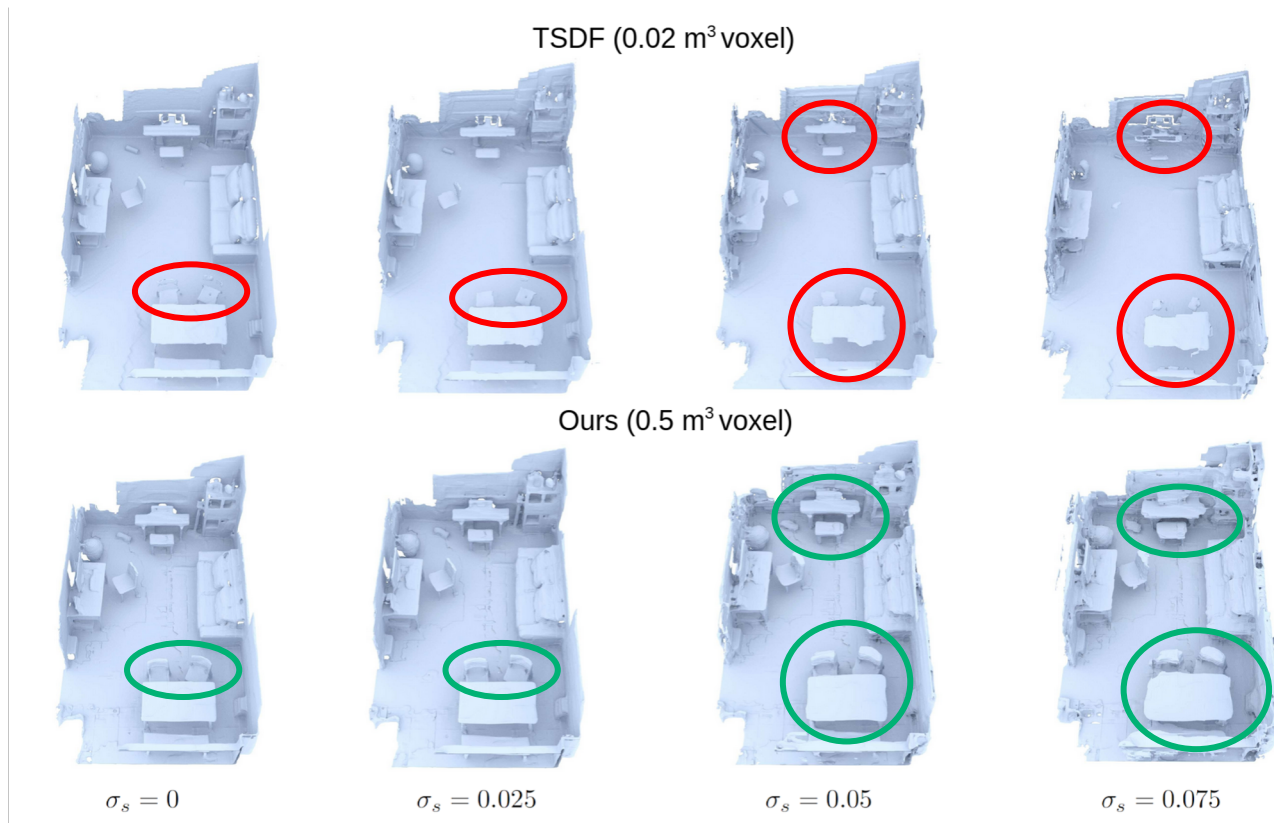 TSDF (0.02 m³ voxel)
Ours (0.5 m³ voxel)
σₛ = 0
σₛ = 0.025
σₛ = 0.05
σₛ = 0.075